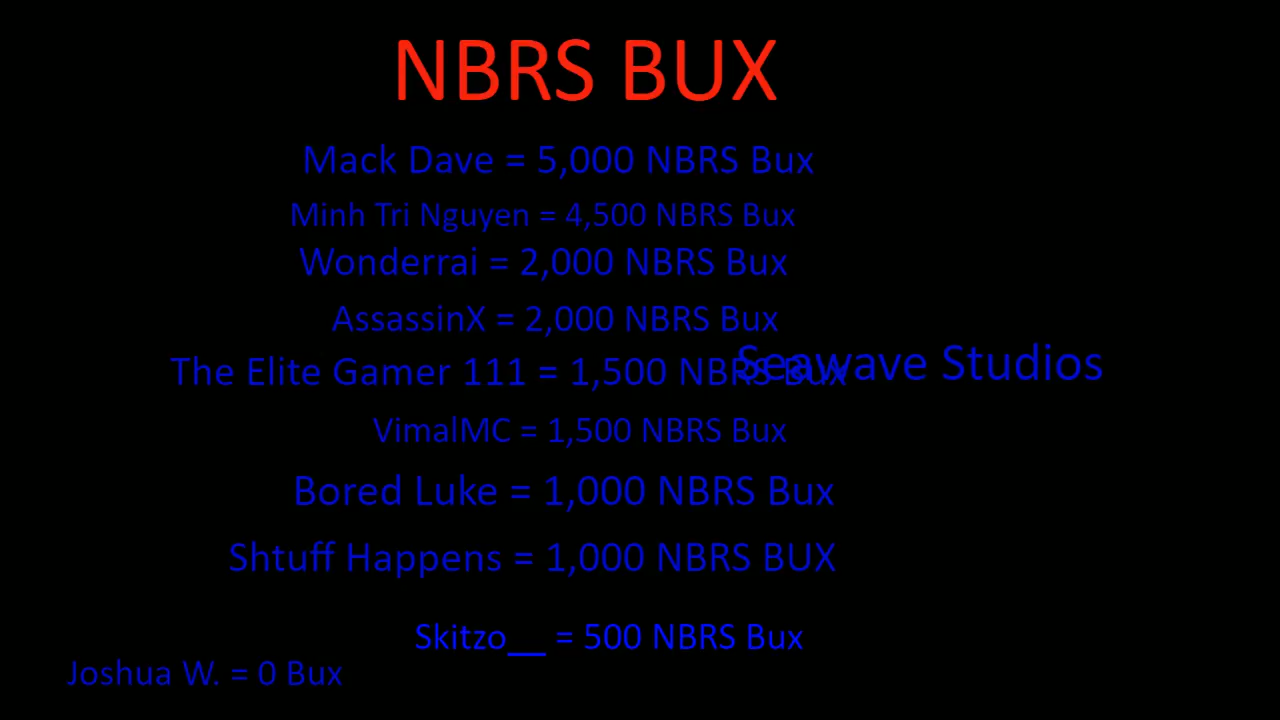 NBRS BUX
Mack Dave = 5,000 NBRS Bux
Minh Tri Nguyen = 4,500 NBRS Bux
Wonderrai = 2,000 NBRS Bux
AssassinX = 2,000 NBRS Bux
The Elite Gamer 111 = 1,500 NBRS Bux
Seawave Studios
VimalMC = 1,500 NBRS Bux
Bored Luke = 1,000 NBRS Bux
Shtuff Happens = 1,000 NBRS BUX
Skitzo__ = 500 NBRS Bux
Joshua W. = 0 Bux